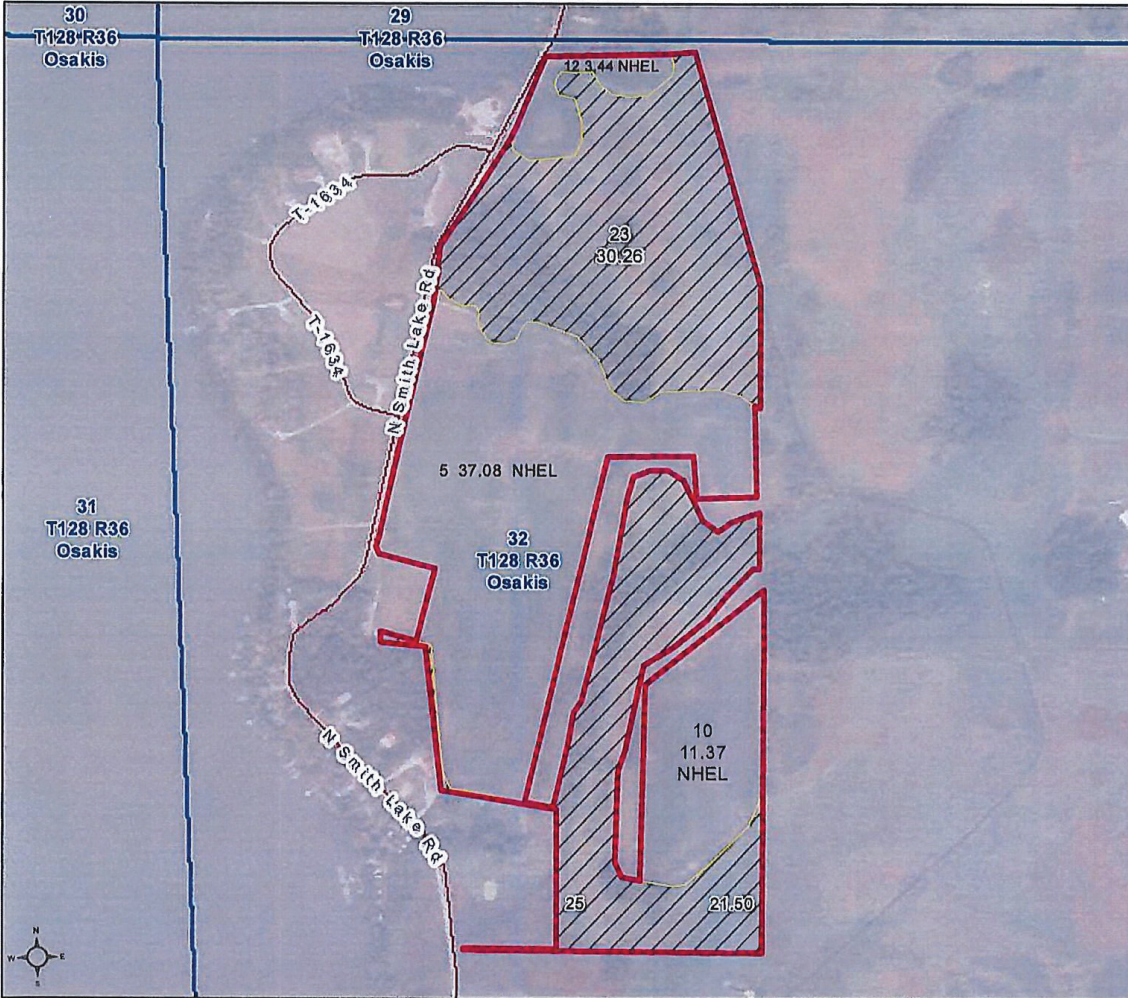 30
T128 R36
Osakis
29
T128 R36
Osakis
12 3.44 NHEL
T-1634
23
30.26
T-1634
N Smith Lake Rd
5 37.08 NHEL
31
T128 R36
Osakis
32
T128 R36
Osakis
10
11.37
NHEL
N Smith Lake Rd
25
21.50
N
W
E
S